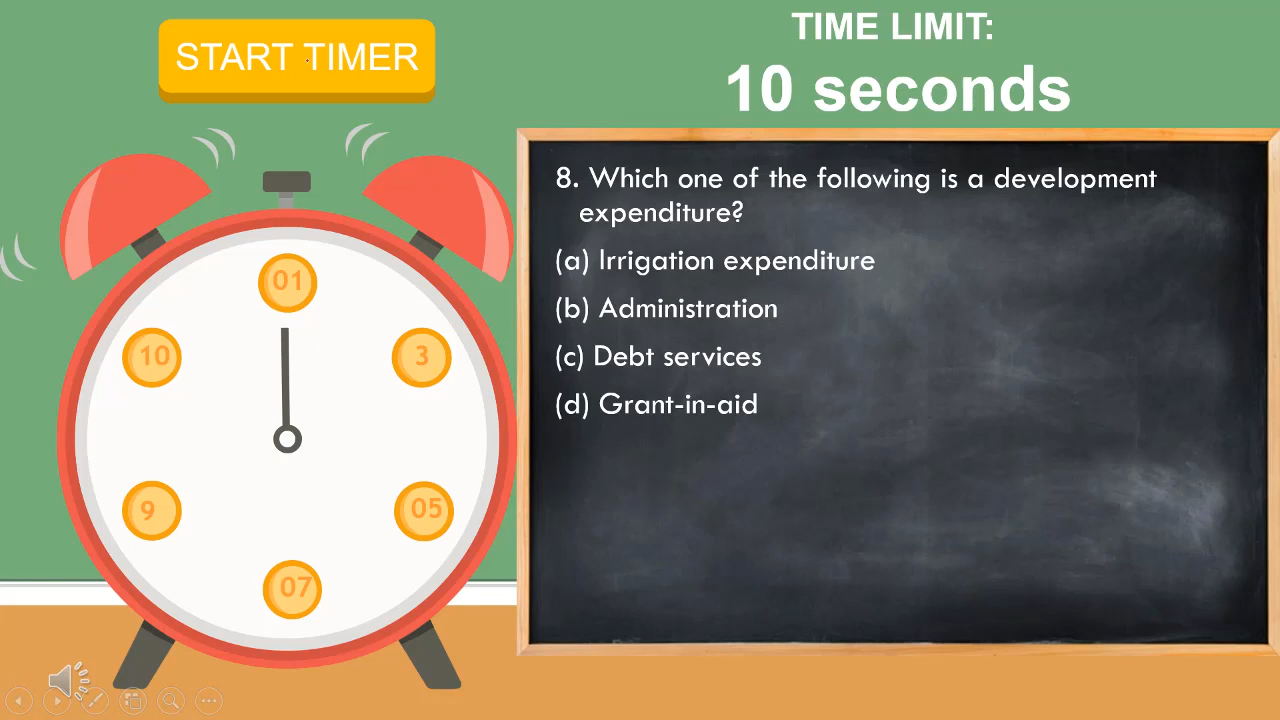 START TIMER
TIME LIMIT:
10 seconds
8. Which one of the following is a development
expenditure?
(a) Irrigation expenditure
(b) Administration
(c) Debt services
(d) Grant-in-aid
01
10
3
9
05
07